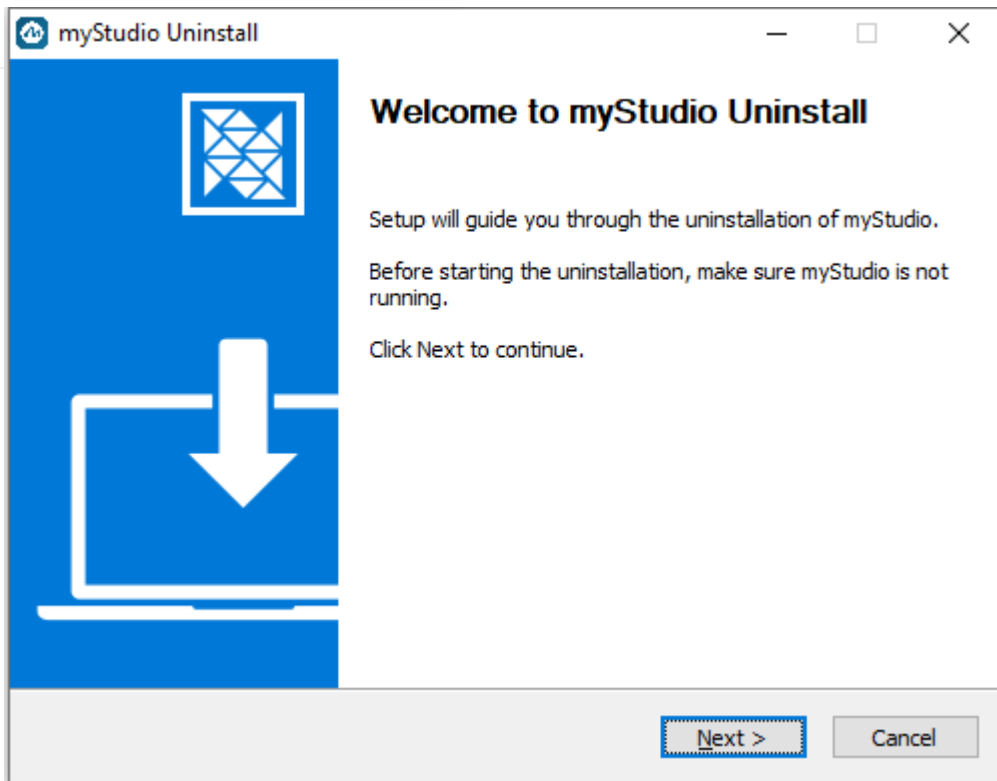 myStudio Uninstall
Welcome to myStudio Uninstall
Setup will guide you through the uninstallation of myStudio.
Before starting the uninstallation, make sure myStudio is not
running.
Click Next to continue.
Next >
Cancel